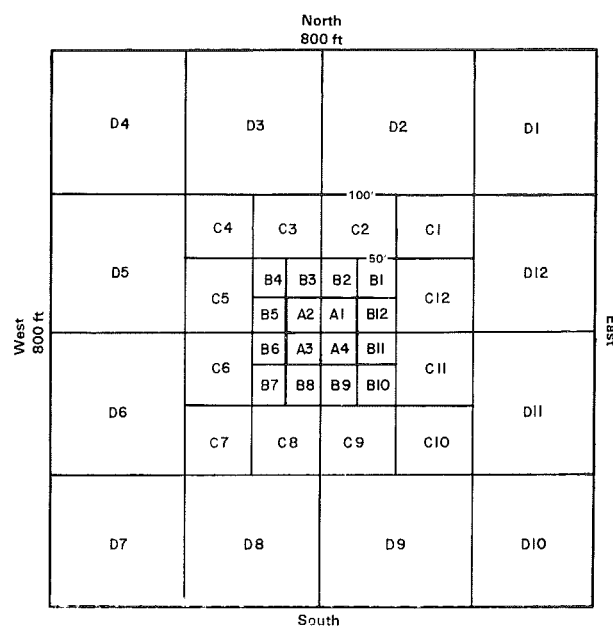 North
800 ft
D4 D3 D2 D1
100'
C4 C3 C2 C1
50'
B4 B3 B2 B1
D5 C5 C12 D12
B5 A2 A1 B12
West
800 ft
East
B6 A3 A4 B11
C6 C11
B7 B8 B9 B10
D6 D11
C7 C8 C9 C10
D7 D8 D9 D10
South